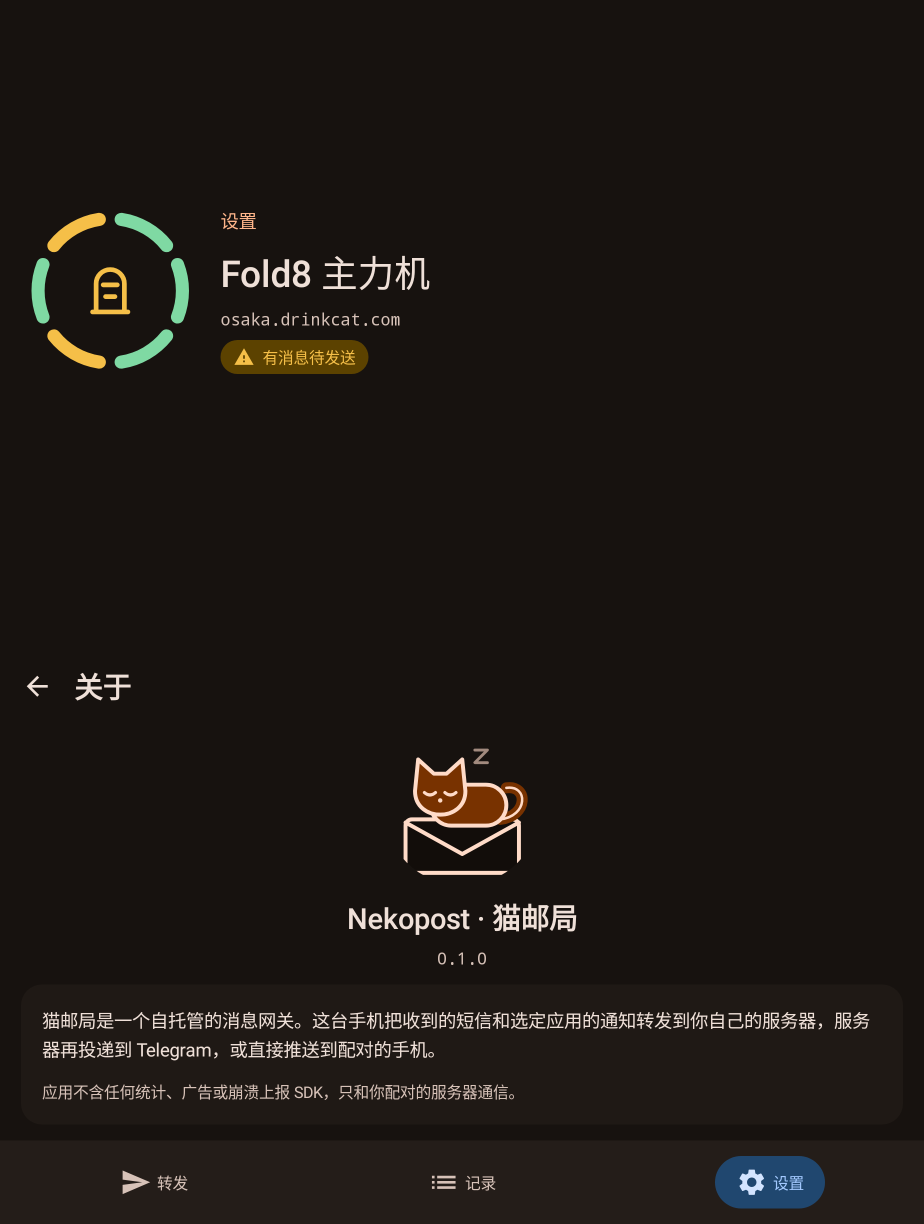 设置
Fold8 主力机
osaka.drinkcat.com
有消息待发送
关于
Z
Nekopost · 猫邮局
0.1.0
猫邮局是一个自托管的消息网关。这台手机把收到的短信和选定应用的通知转发到你自己的服务器，服务
器再投递到 Telegram，或直接推送到配对的手机。
应用不含任何统计、广告或崩溃上报 SDK，只和你配对的服务器通信。
转发
记录
设置